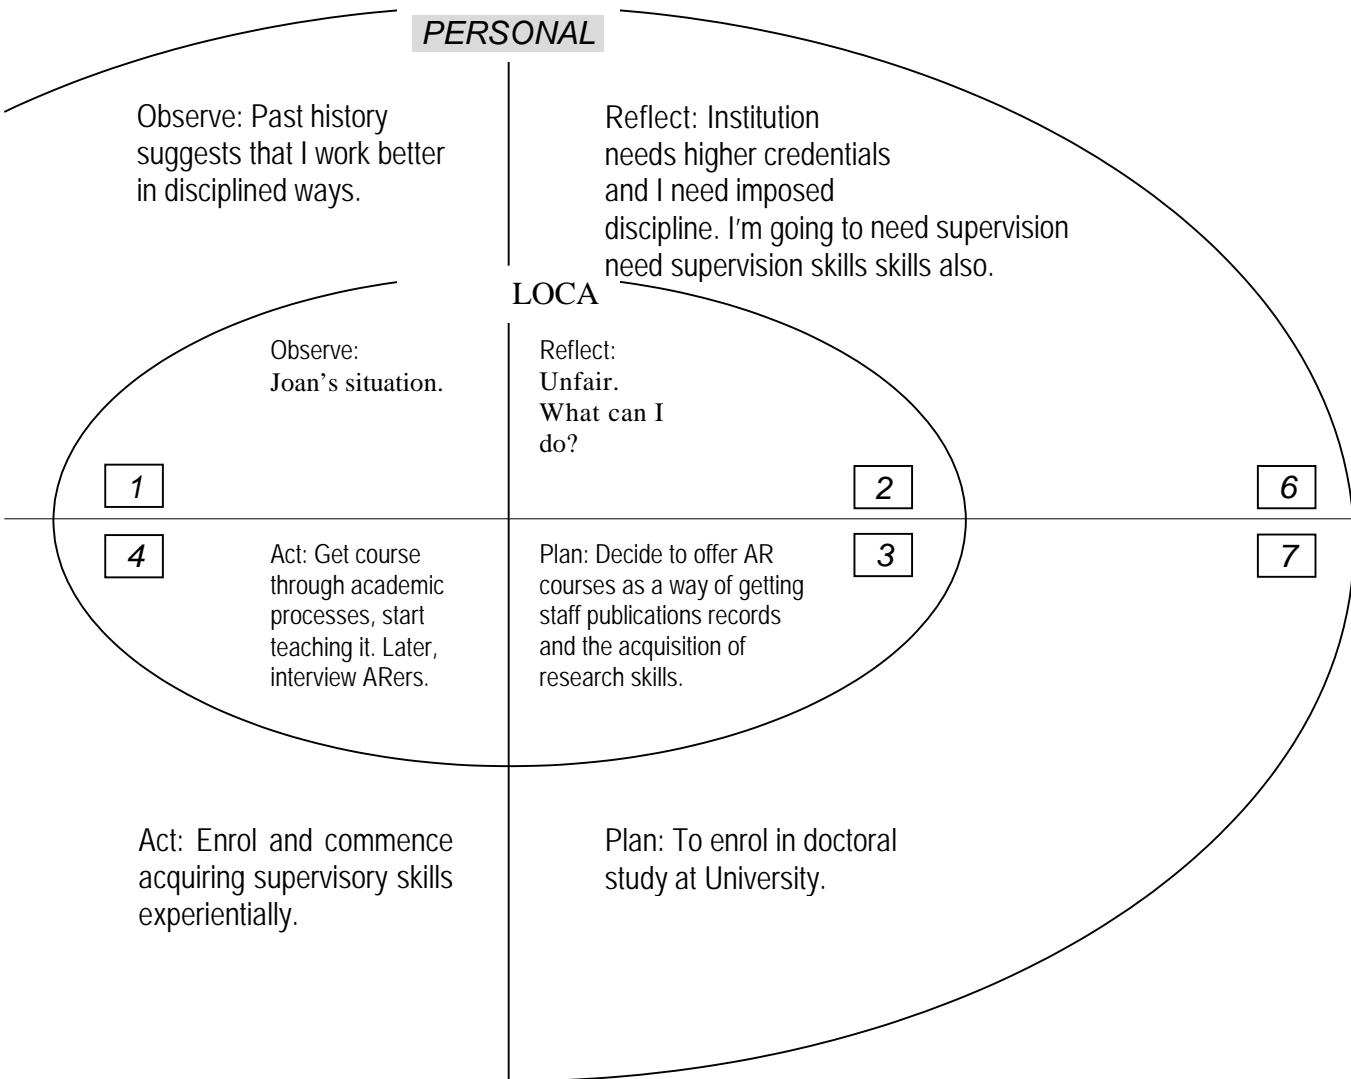 PERSONAL
Observe: Past history
suggests that I work better
in disciplined ways.
Reflect: Institution
needs higher credentials
and I need imposed
discipline. I'm going to need supervision
need supervision skills skills also.
LOCA
Observe:
Joan's situation.
Reflect:
Unfair.
What can I
do?
1
2
6
4
Act: Get course
through academic
processes, start
teaching it. Later,
interview ARers.
Plan: Decide to offer AR
courses as a way of getting
staff publications records
and the acquisition of
research skills.
3
7
Act: Enrol and commence
acquiring supervisory skills
experientially.
Plan: To enrol in doctoral
study at University.